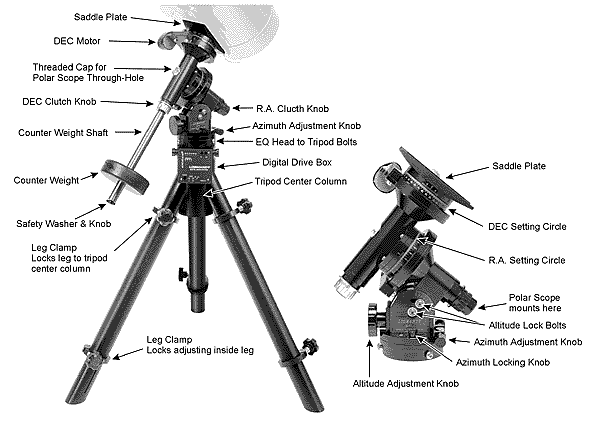 Saddle Plate
DEC Motor
Threaded Cap for
Polar Scope Through-Hole
DEC Clutch Knob
Counter Weight Shaft
Counter Weight
Safety Washer & Knob
Leg Clamp
Locks leg to tripod
center column
R.A. Clucth Knob
Azimuth Adjustment Knob
EQ Head to Tripod Bolts
Digital Drive Box
Tripod Center Column
Leg Clamp
Locks adjusting inside leg
Saddle Plate
DEC Setting Circle
R.A. Setting Circle
Polar Scope
mounts here
Altitude Lock Bolts
Azimuth Adjustment Knob
Azimuth Locking Knob
Altitude Adjustment Knob